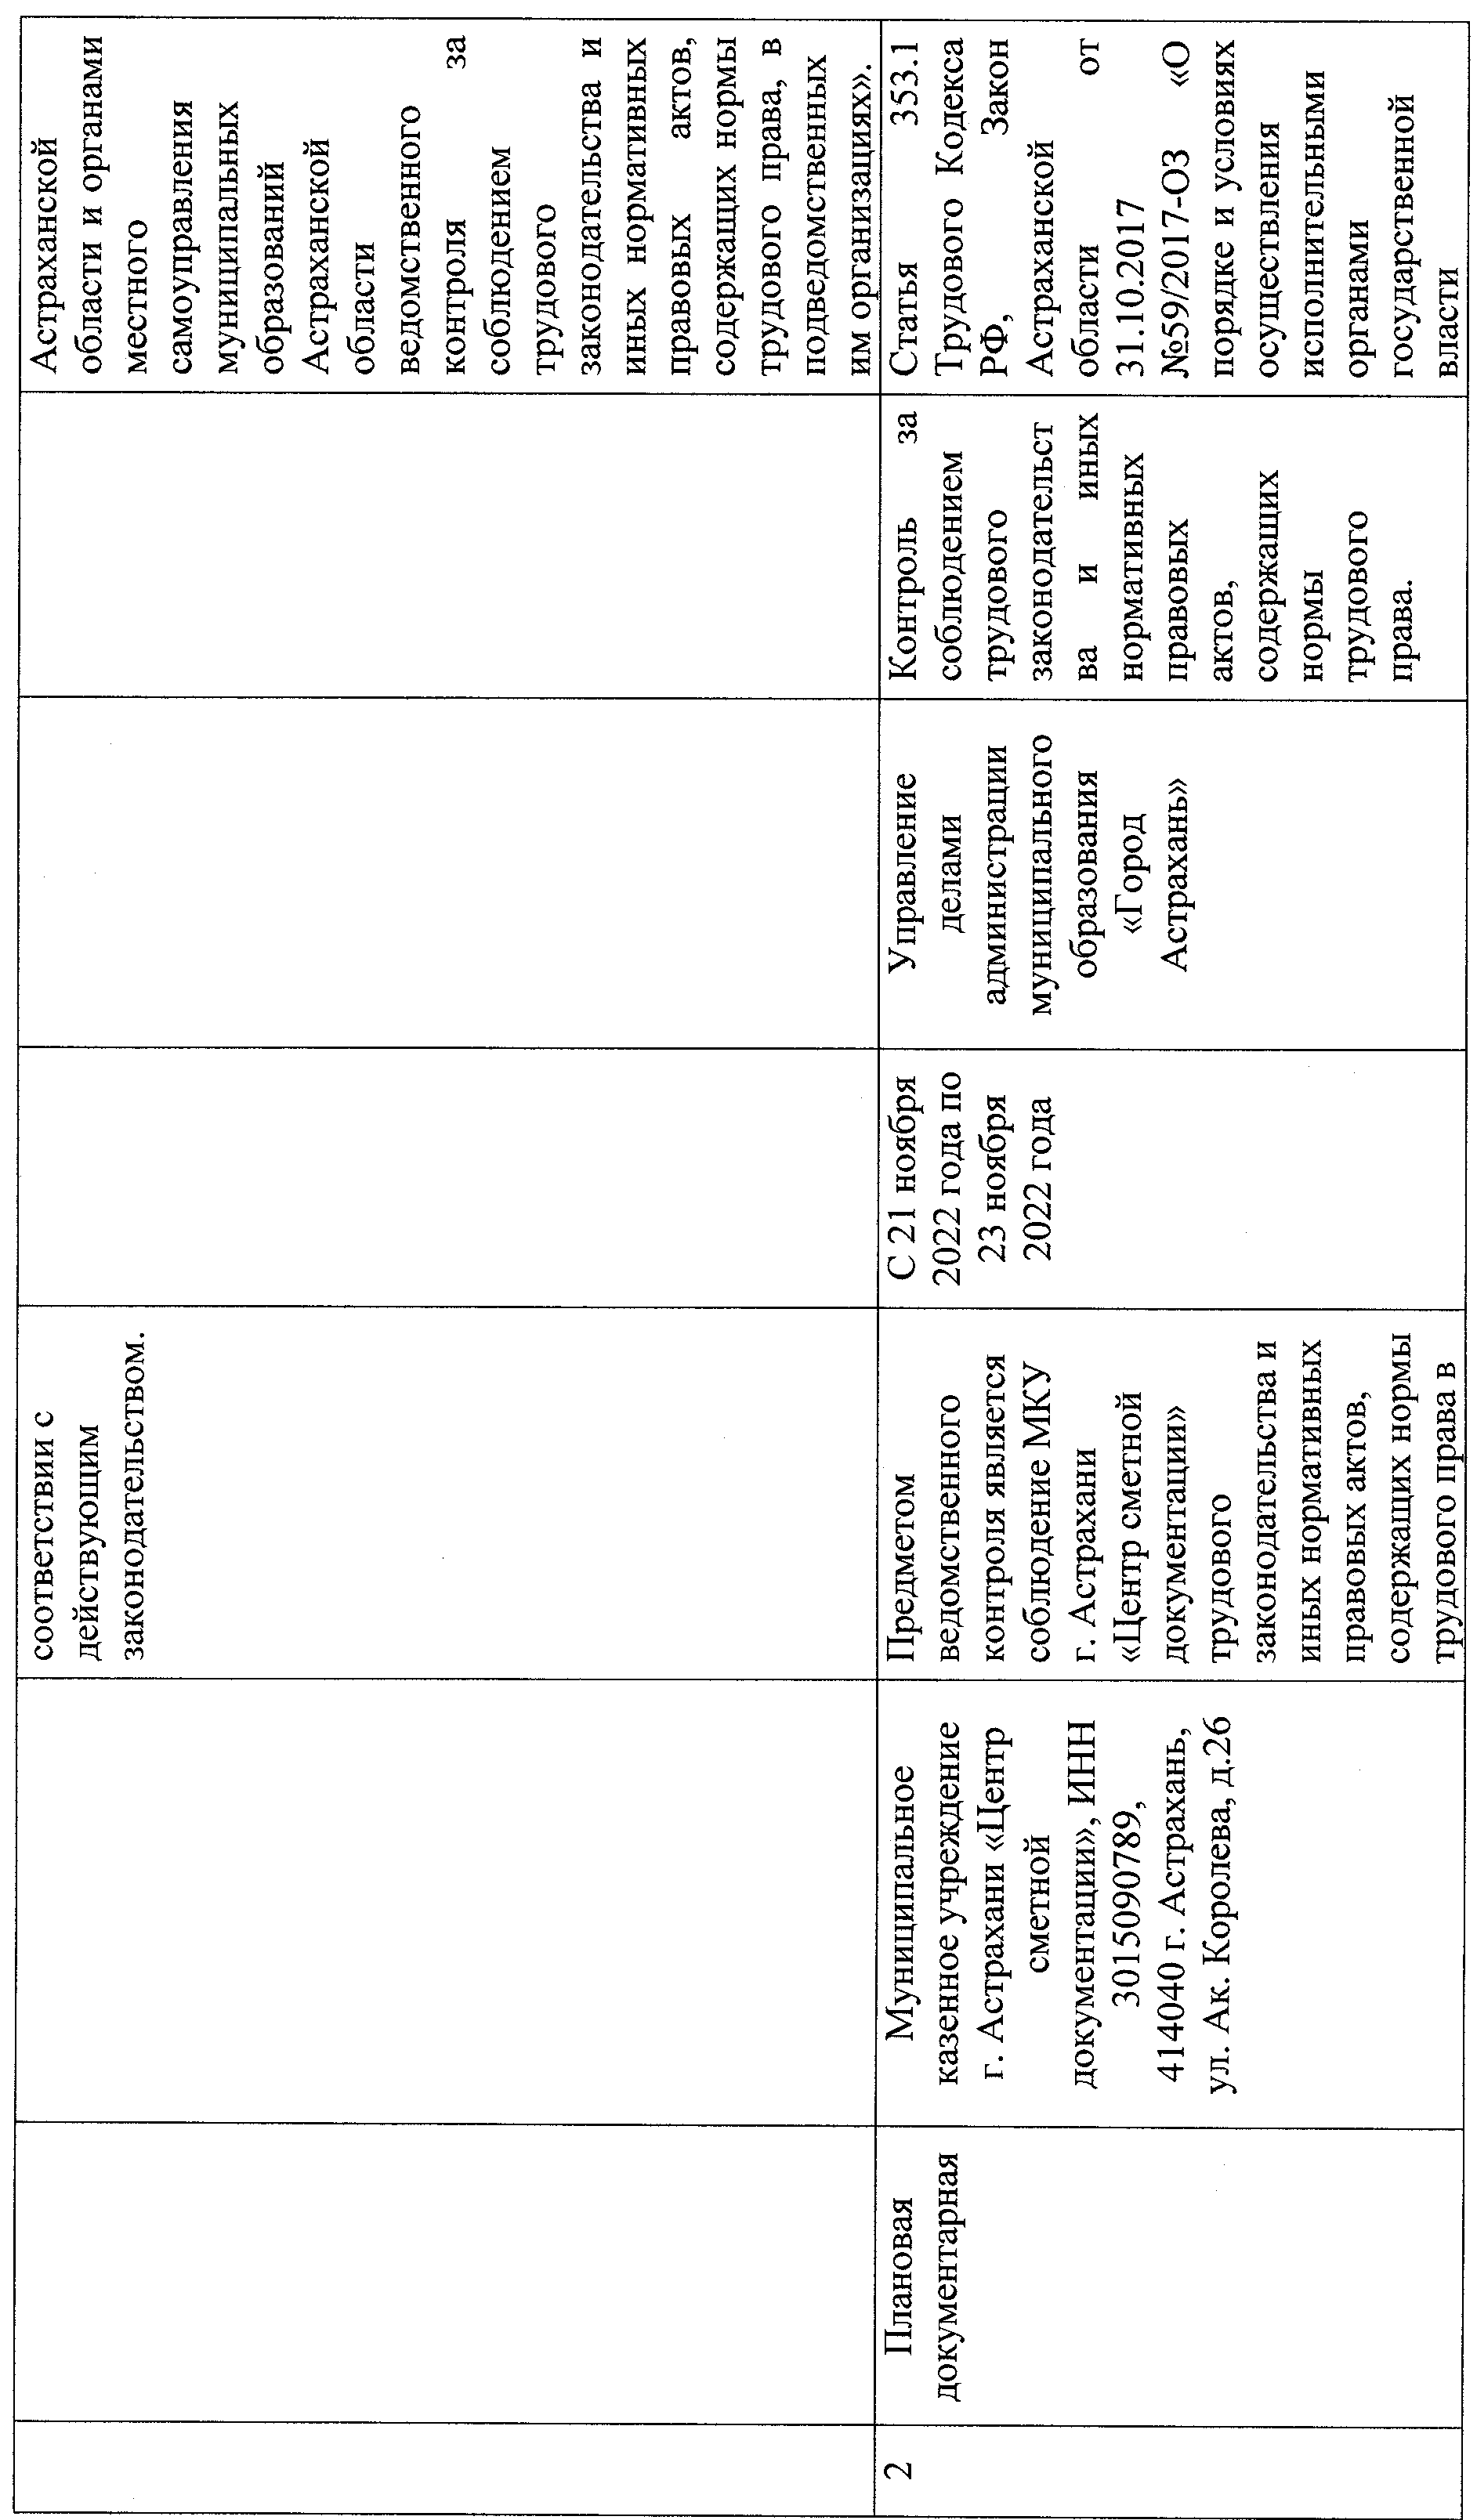 соответствии с
действующим
законодательством.
Астраханской
области и органами
местного
самоуправления
муниципальных
образований
Астраханской
области
ведомственного
контроля за
соблюдением
трудового
законодательства и
иных нормативных
правовых актов,
содержащих нормы
трудового права, в
подведомственных
им организациях».
2
Плановая
документарная
Муниципальное
казенное учреждение
г. Астрахани «Центр
сметной
документации», ИНН
3015090789,
414040 г. Астрахань,
ул. Ак. Королева, д.26
Предметом
ведомственного
контроля является
соблюдение МКУ
г. Астрахани
«Центр сметной
документации»
трудового
законодательства и
иных нормативных
правовых актов,
содержащих нормы
трудового права в
С 21 ноября
2022 года по
23 ноября
2022 года
Управление
делами
администрации
муниципального
образования
«Город
Астрахань»
Контроль за
соблюдением
трудового
законодательст
ва и иных
нормативных
правовых
актов,
содержащих
нормы
трудового
права.
Статья 353.1
Трудового Кодекса
РФ, Закон
Астраханской
области от
31.10.2017
№59/2017-ОЗ «О
порядке и условиях
осуществления
исполнительными
органами
государственной
власти